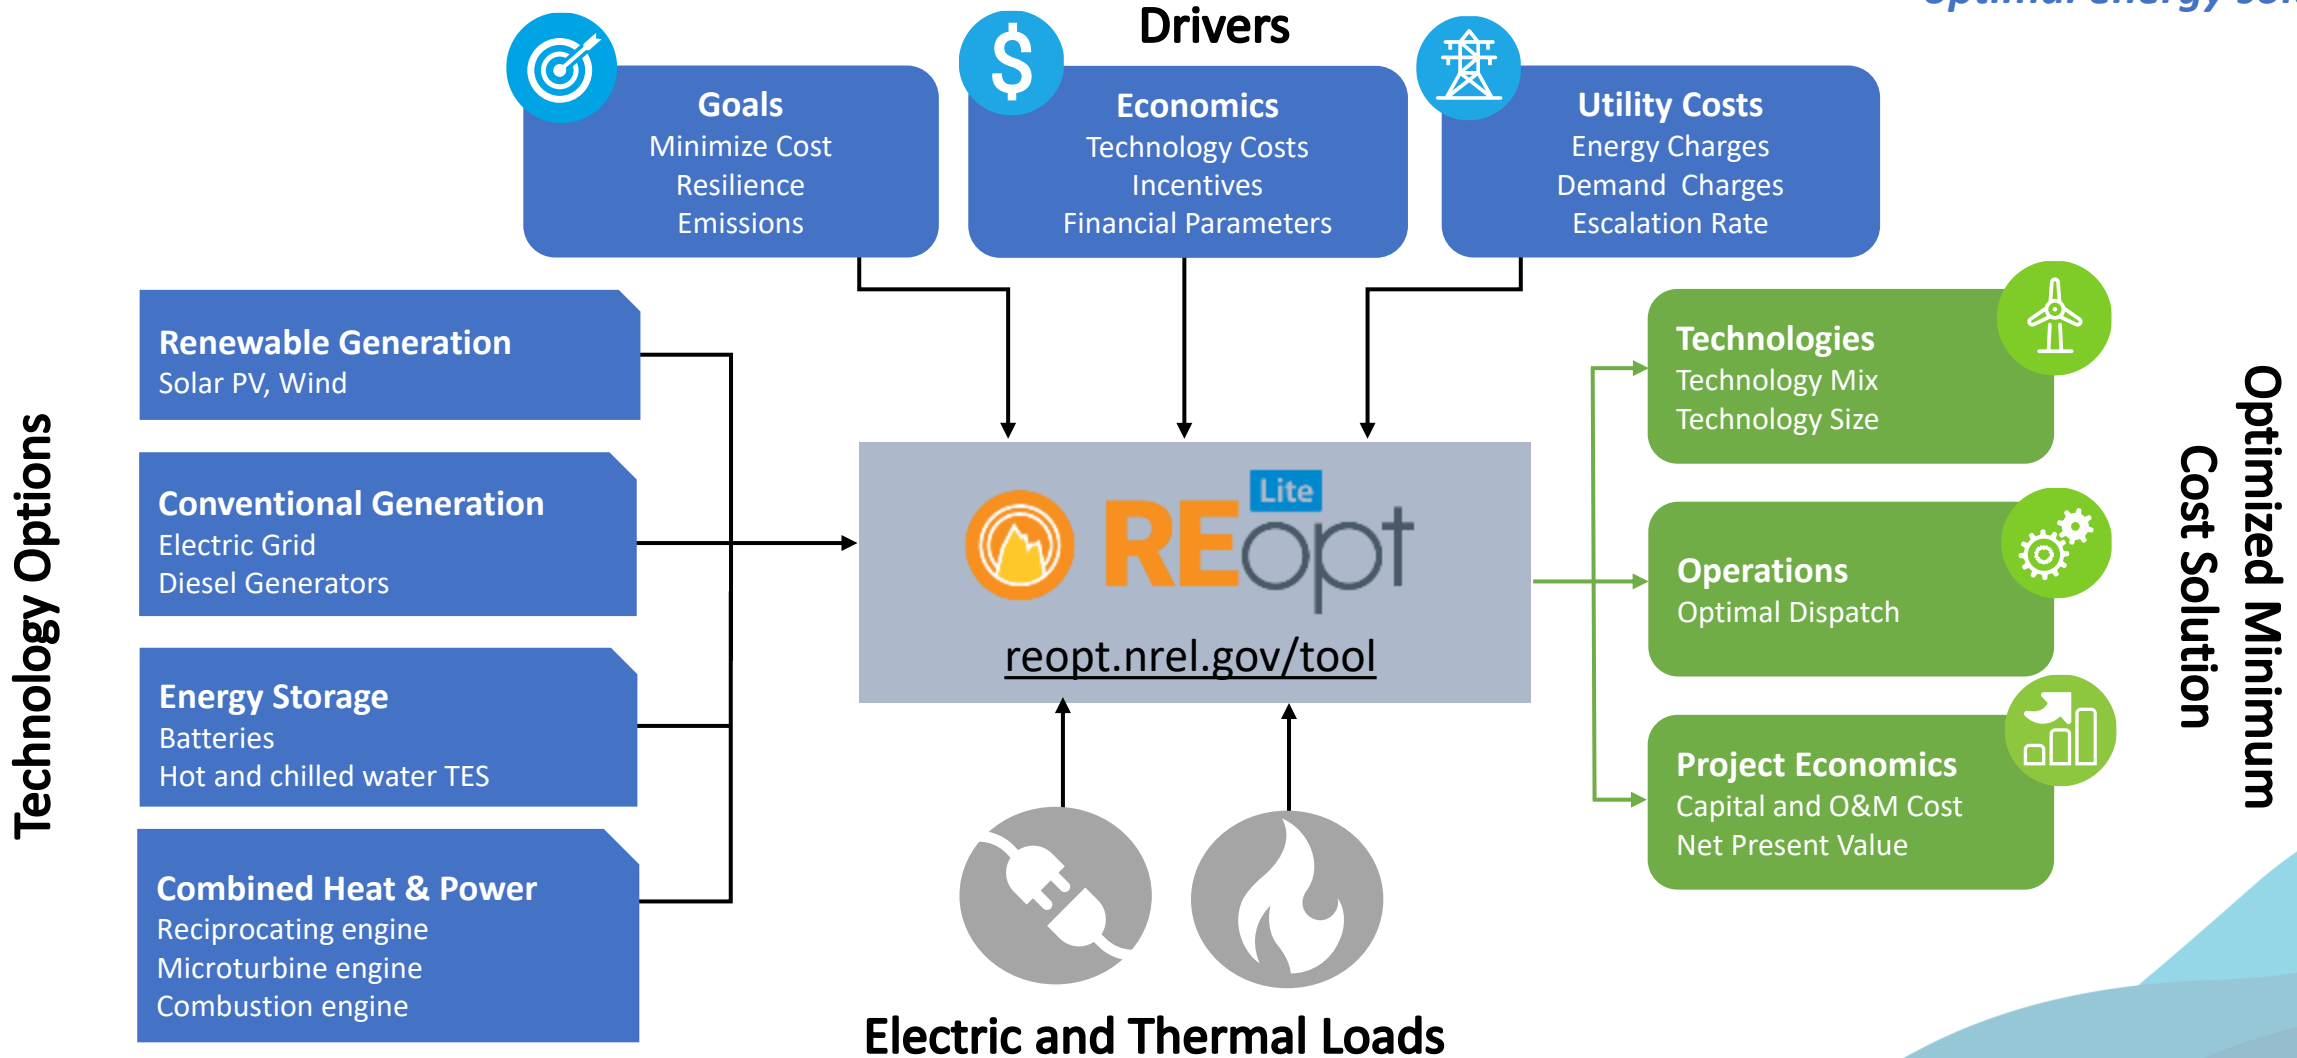 Drivers
Goals
Minimize Cost
Resilience
Emissions
Economics
Technology Costs
Incentives
Financial Parameters
Utility Costs
Energy Charges
Demand  Charges
Escalation Rate
Technology Options
Renewable Generation
Solar PV, Wind
Conventional Generation
Electric Grid
Diesel Generators
Energy Storage
Batteries
Hot and chilled water TES
Combined Heat & Power
Reciprocating engine
Microturbine engine
Combustion engine
Lite
REopt
reopt.nrel.gov/tool
Electric and Thermal Loads
Technologies
Technology Mix
Technology Size
Operations
Optimal Dispatch
Project Economics
Capital and O&M Cost
Net Present Value
Optimized Minimum
Cost Solution